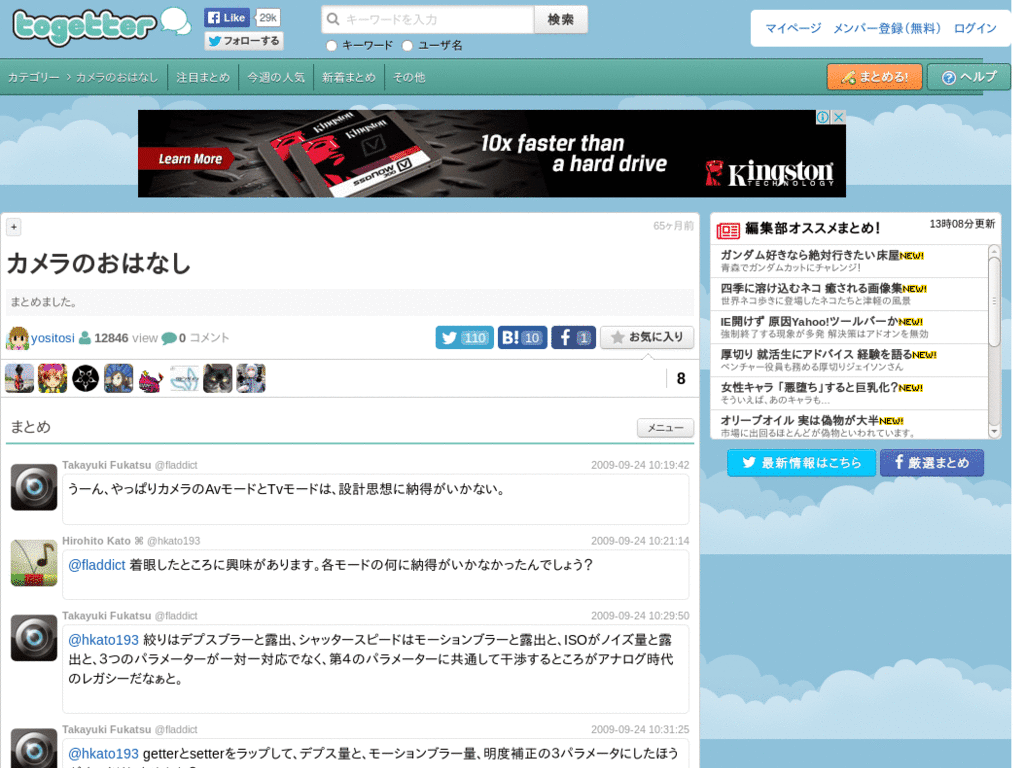 togetter
Like 29k
フォローする
キーワードを入力 検索
キーワード ユーザ名
マイページ メンバー登録（無料） ログイン
カテゴリー › カメラのおはなし 注目まとめ 今週の人気 新着まとめ その他 まとめる! ヘルプ
Learn More
Kingston
Kingston
SSDNOW V
10x faster than
a hard drive
Kingston
TECHNOLOGY
+ 65ヶ月前
カメラのおはなし
まとめました。
yositosi 12846 view 0 コメント
110 B! 10 1 お気に入り
8
まとめ メニュー
Takayuki Fukatsu @fladdict 2009-09-24 10:19:42
うーん、やっぱりカメラのAvモードとTvモードは、設計思想に納得がいかない。
Hirohito Kato ⌘ @hkato193 2009-09-24 10:21:14
@fladdict 着眼したところに興味があります。各モードの何に納得がいかなかったんでしょう?
Takayuki Fukatsu @fladdict 2009-09-24 10:29:50
@hkato193 絞りはデプスブラーと露出、シャッタースピードはモーションブラーと露出と、ISOがノイズ量と露
出と、3つのパラメーターが一対一対応でなく、第4のパラメーターに共通して干渉するところがアナログ時代
のレガシーだなぁと。
Takayuki Fukatsu @fladdict 2009-09-24 10:31:25
@hkato193 getterとsetterをラップして、デプス量と、モーションブラー量、明度補正の3パラメータにしたほう
編集部オススメまとめ! 13時08分更新
ガンダム好きなら絶対行きたい床屋NEW!
青森でガンダムカットにチャレンジ!
四季に溶け込むネコ 癒される画像集NEW!
世界ネコ歩きに登場したネコたちと津軽の風景
IE開けず 原因Yahoo!ツールバーかNEW!
強制終了する現象が多発 解決策はアドオンを無効
厚切り 就活生にアドバイス 経験を語るNEW!
ベンチャー役員も務める厚切りジェイソンさん
女性キャラ 「悪堕ち」すると巨乳化?NEW!
そういえば、あのキャラも...
オリーブオイル 実は偽物が大半NEW!
市場に出回るほとんどが偽物といわれています。
最新情報はこちら 厳選まとめ